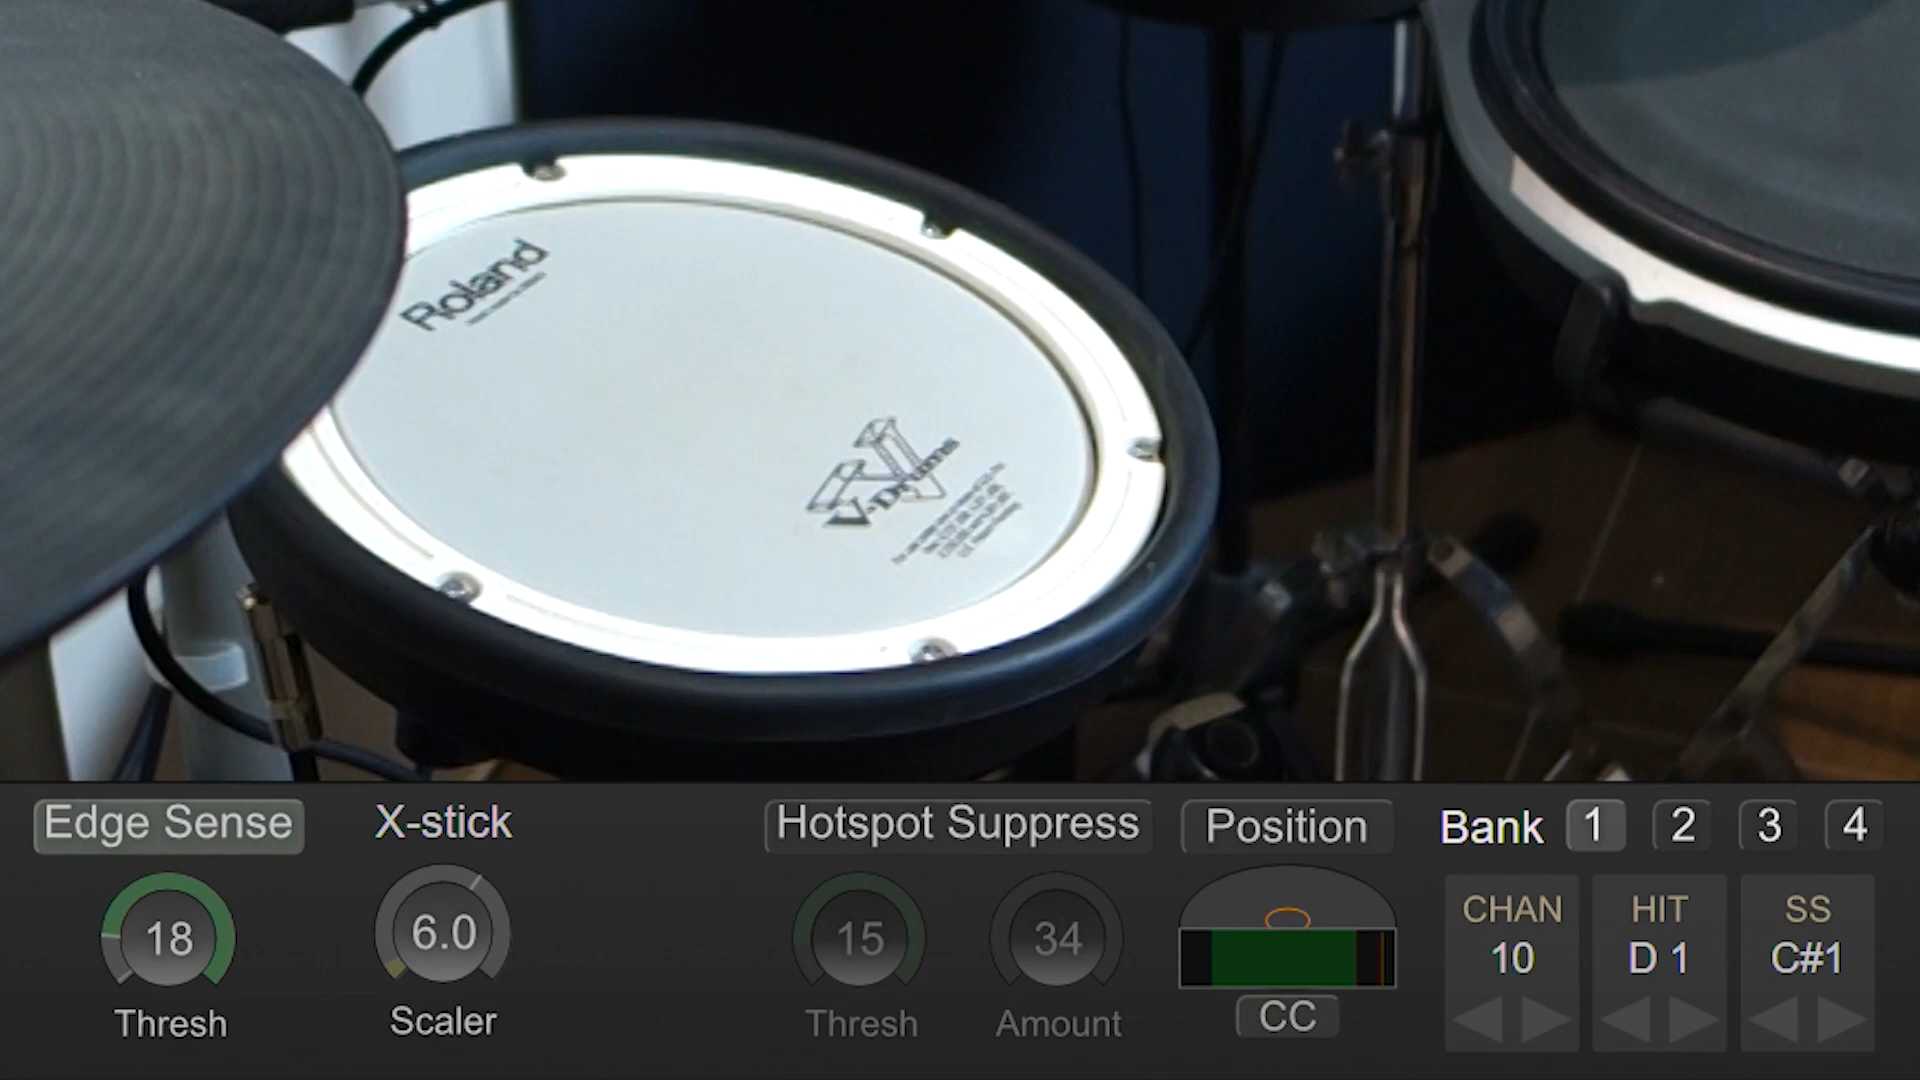 Roland
V-Drums
Edge Sense
X-stick
Hotspot Suppress
Position
Bank 1 2 3 4
18
6.0
15
34
CHAN
10
HIT
D 1
SS
C#1
Thresh
Scaler
Thresh
Amount
CC